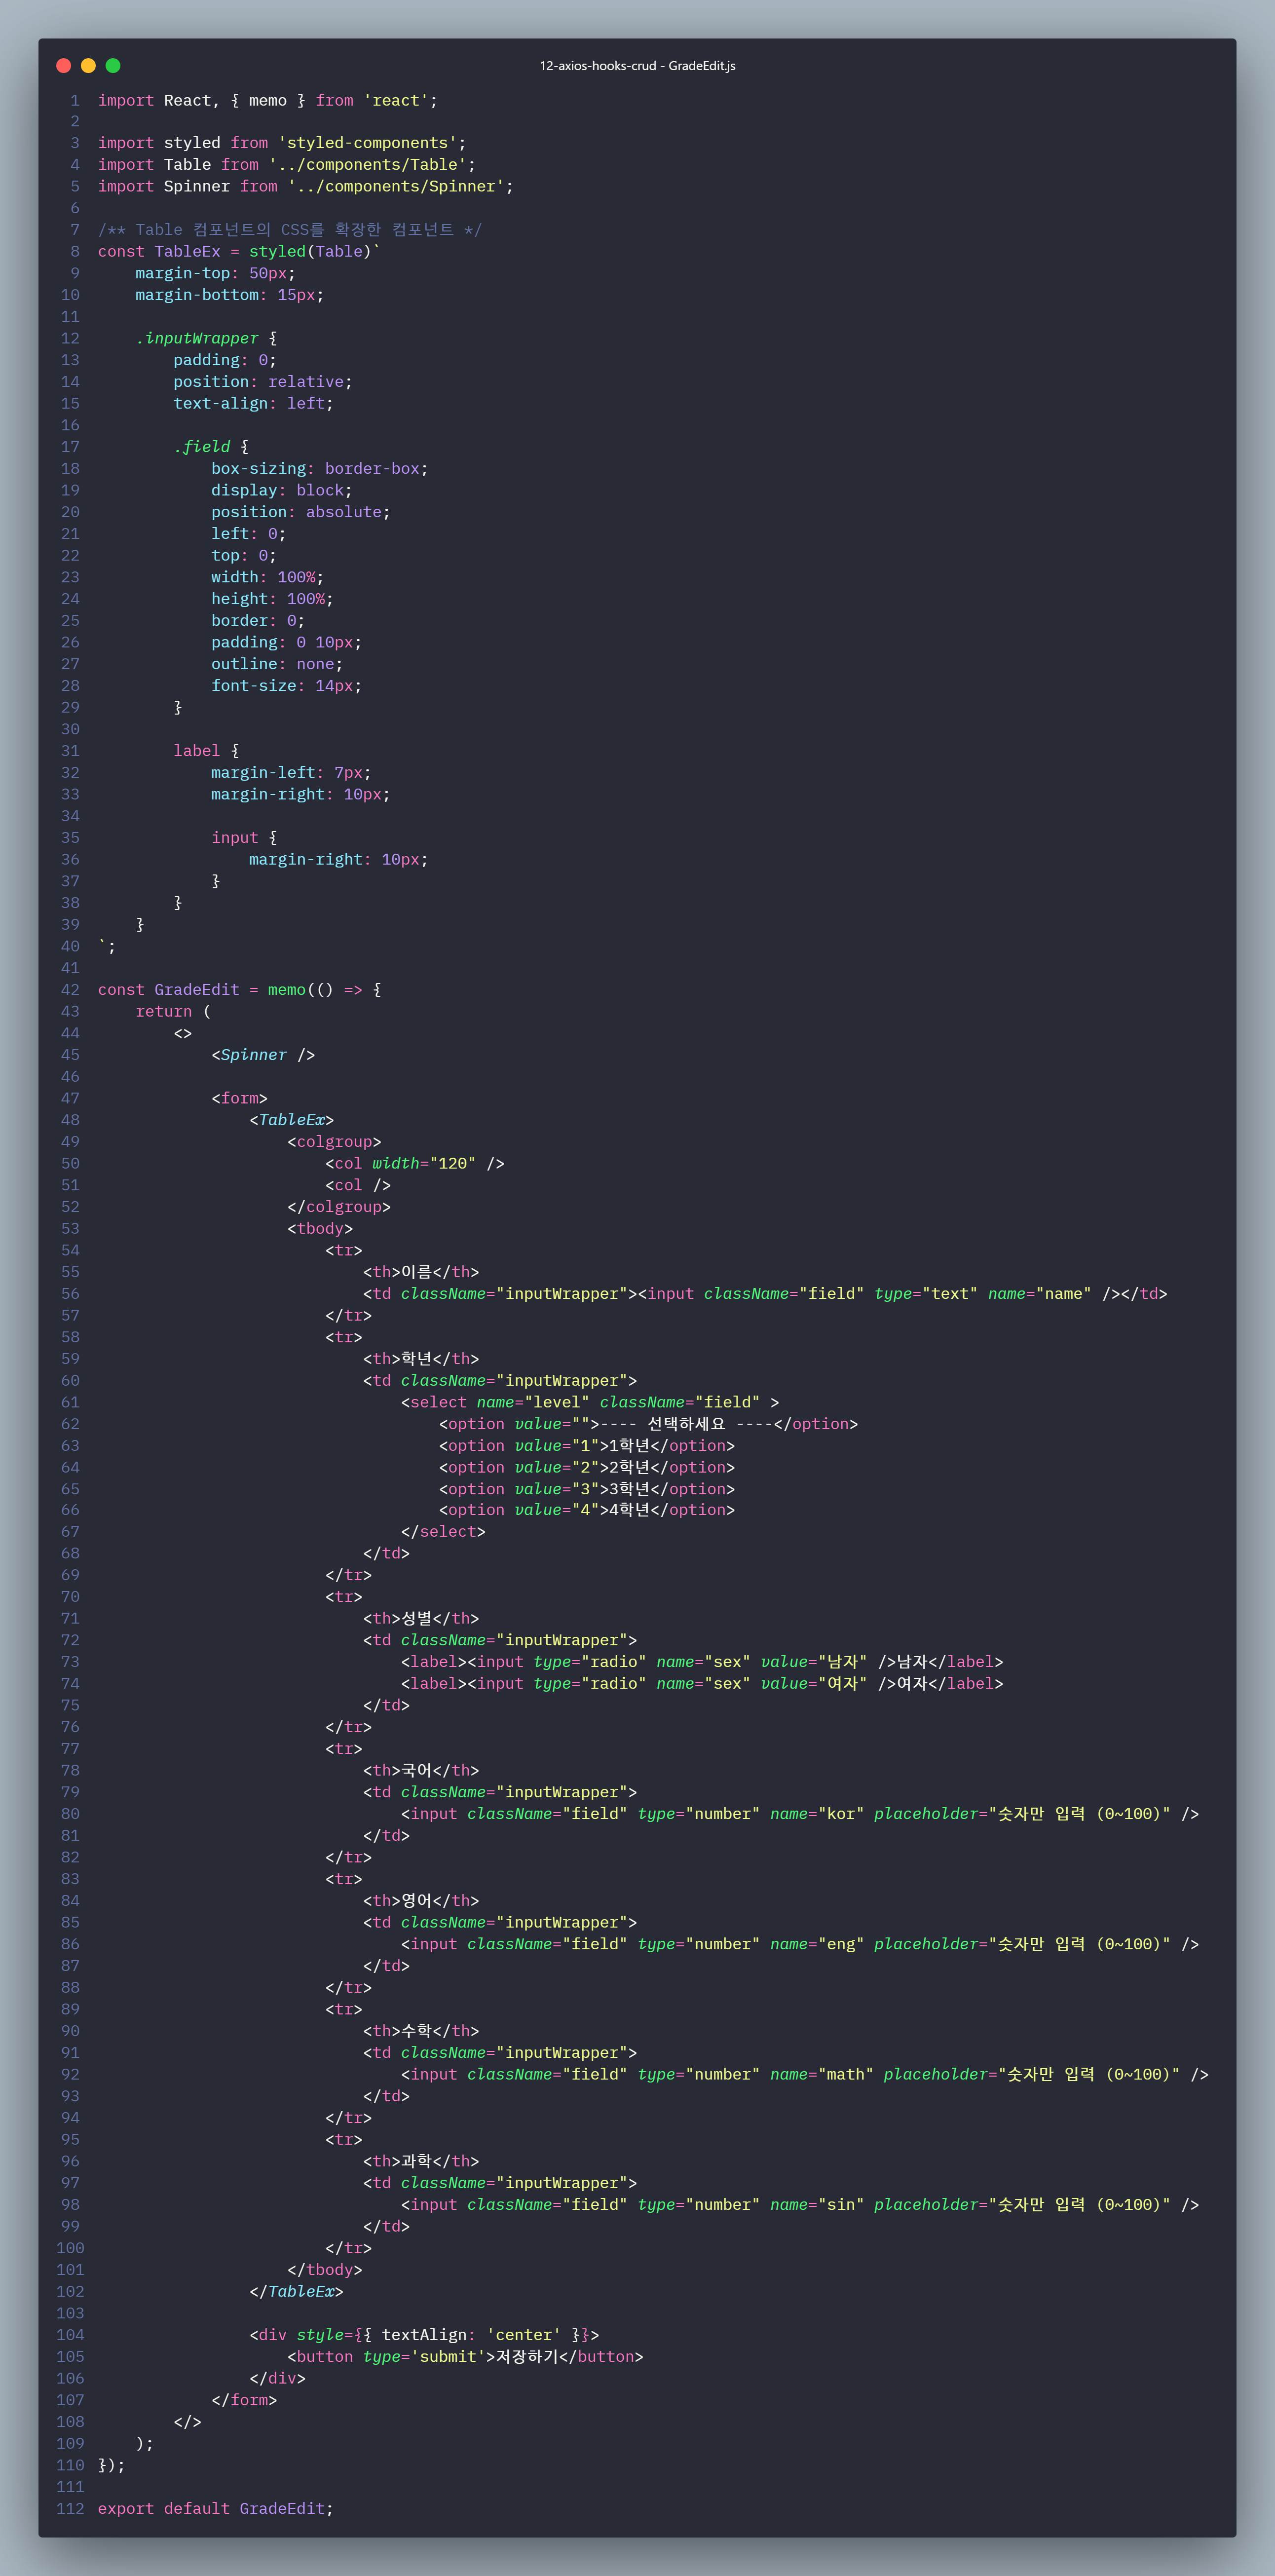 12-axios-hooks-crud - GradeEdit.js
1 import React, { memo } from 'react';
2
3 import styled from 'styled-components';
4 import Table from '../components/Table';
5 import Spinner from '../components/Spinner';
6
7 /** Table 컴포넌트의 CSS를 확장한 컴포넌트 */
8 const TableEx = styled(Table)`
9     margin-top: 50px;
10     margin-bottom: 15px;
11
12     .inputWrapper {
13         padding: 0;
14         position: relative;
15         text-align: left;
16
17         .field {
18             box-sizing: border-box;
19             display: block;
20             position: absolute;
21             left: 0;
22             top: 0;
23             width: 100%;
24             height: 100%;
25             border: 0;
26             padding: 0 10px;
27             outline: none;
28             font-size: 14px;
29         }
30
31         label {
32             margin-left: 7px;
33             margin-right: 10px;
34
35             input {
36                 margin-right: 10px;
37             }
38         }
39     }
40 `;
41
42 const GradeEdit = memo(() => {
43     return (
44         <>
45             <Spinner />
46
47             <form>
48                 <TableEx>
49                     <colgroup>
50                         <col width="120" />
51                         <col />
52                     </colgroup>
53                     <tbody>
54                         <tr>
55                             <th>이름</th>
56                             <td className="inputWrapper"><input className="field" type="text" name="name" /></td>
57                         </tr>
58                         <tr>
59                             <th>학년</th>
60                             <td className="inputWrapper">
61                                 <select name="level" className="field" >
62                                     <option value="">---- 선택하세요 ----</option>
63                                     <option value="1">1학년</option>
64                                     <option value="2">2학년</option>
65                                     <option value="3">3학년</option>
66                                     <option value="4">4학년</option>
67                                 </select>
68                             </td>
69                         </tr>
70                         <tr>
71                             <th>성별</th>
72                             <td className="inputWrapper">
73                                 <label><input type="radio" name="sex" value="남자" />남자</label>
74                                 <label><input type="radio" name="sex" value="여자" />여자</label>
75                             </td>
76                         </tr>
77                         <tr>
78                             <th>국어</th>
79                             <td className="inputWrapper">
80                                 <input className="field" type="number" name="kor" placeholder="숫자만 입력 (0~100)" />
81                             </td>
82                         </tr>
83                         <tr>
84                             <th>영어</th>
85                             <td className="inputWrapper">
86                                 <input className="field" type="number" name="eng" placeholder="숫자만 입력 (0~100)" />
87                             </td>
88                         </tr>
89                         <tr>
90                             <th>수학</th>
91                             <td className="inputWrapper">
92                                 <input className="field" type="number" name="math" placeholder="숫자만 입력 (0~100)" />
93                             </td>
94                         </tr>
95                         <tr>
96                             <th>과학</th>
97                             <td className="inputWrapper">
98                                 <input className="field" type="number" name="sin" placeholder="숫자만 입력 (0~100)" />
99                             </td>
100                         </tr>
101                     </tbody>
102                 </TableEx>
103
104                 <div style={{ textAlign: 'center' }}>
105                     <button type='submit'>저장하기</button>
106                 </div>
107             </form>
108         </>
109     );
110 });
111
112 export default GradeEdit;